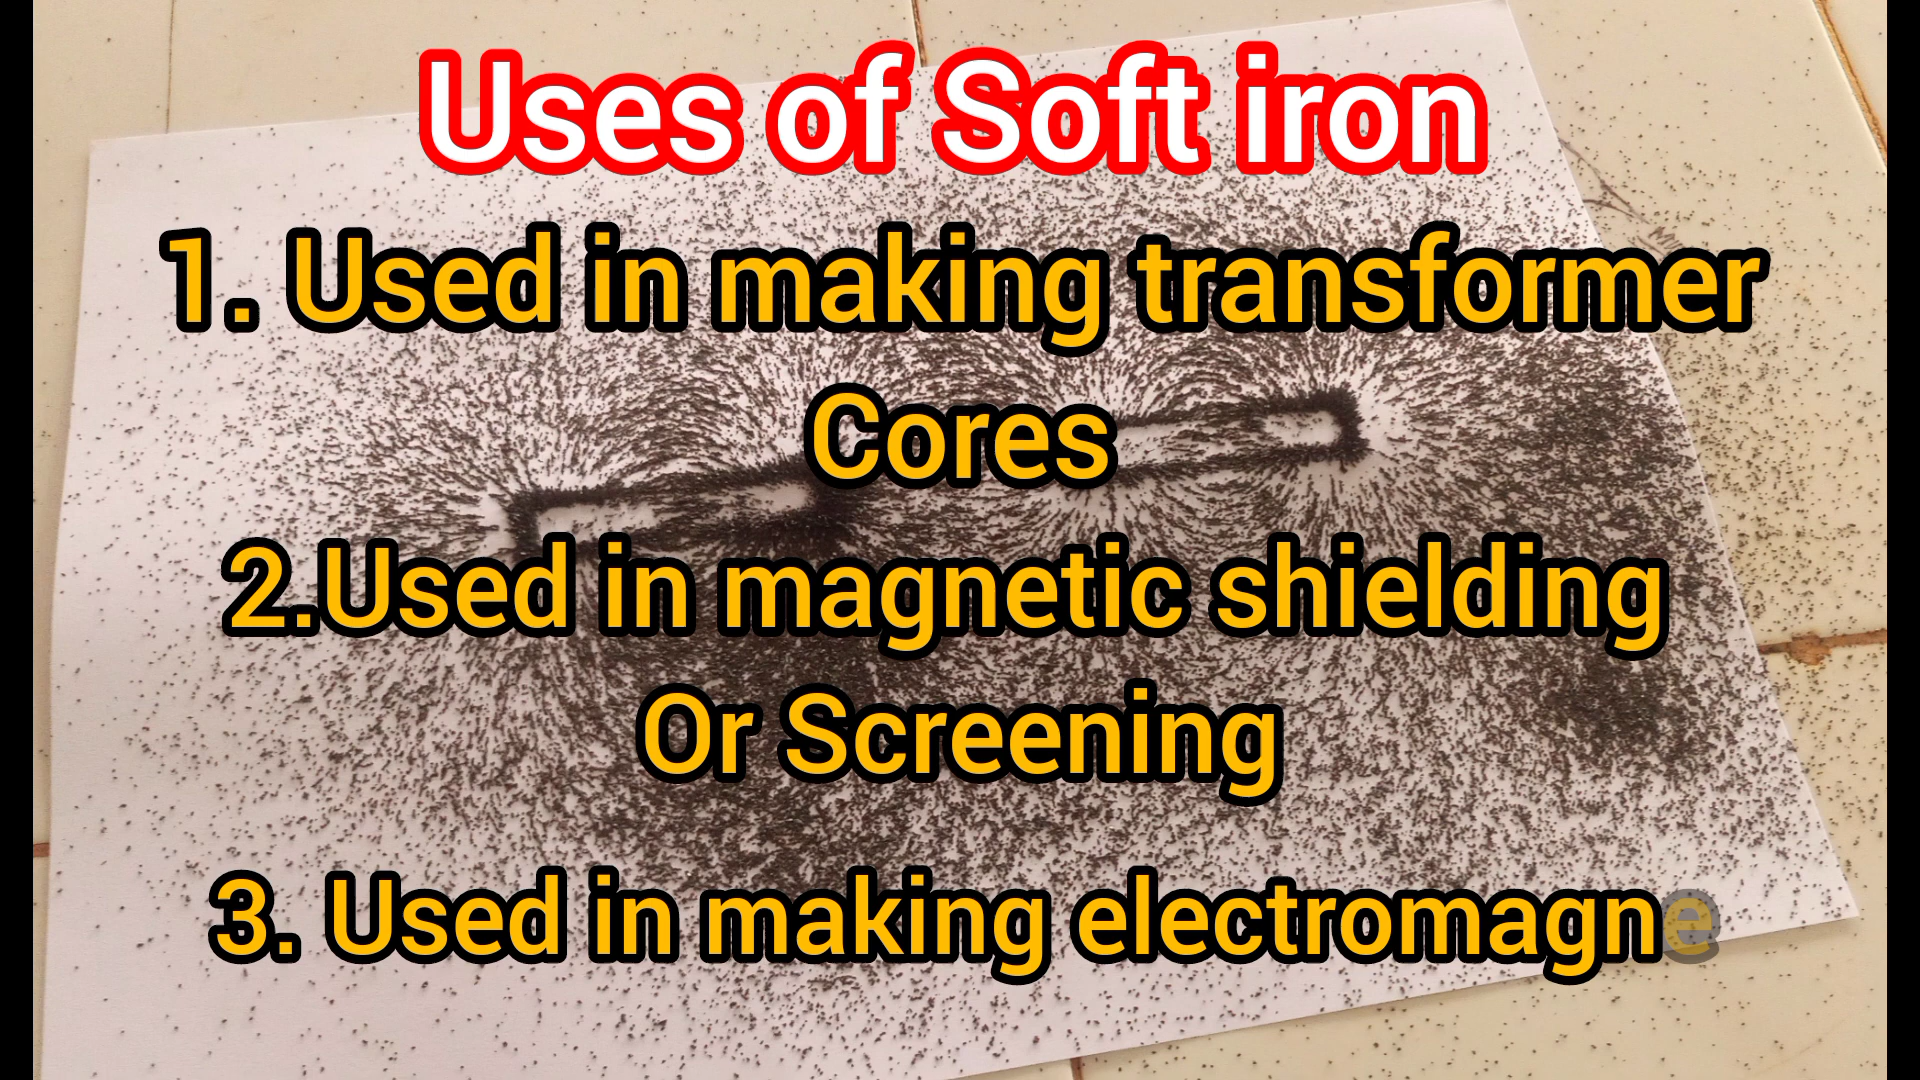 Uses of Soft iron
1. Used in making transformer
Cores
2.Used in magnetic shielding
Or Screening
3. Used in making electromagne